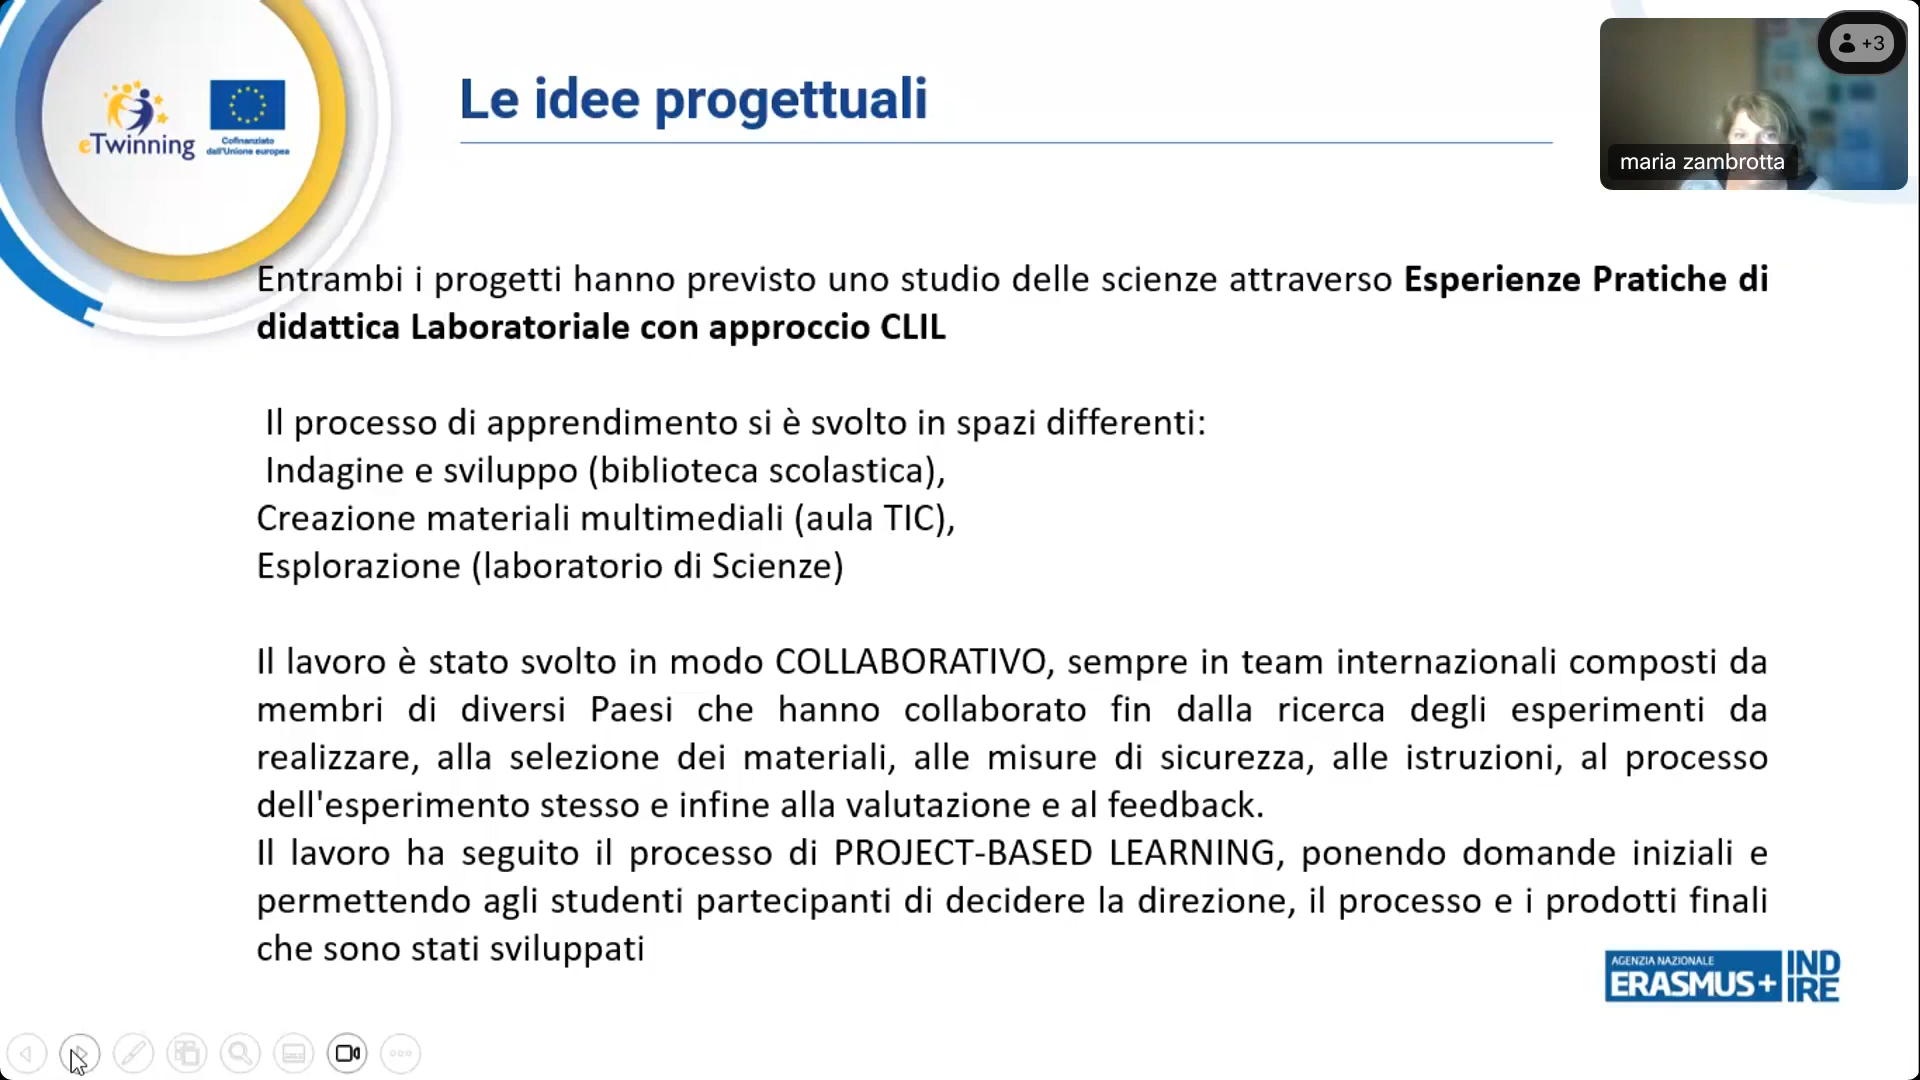 eTwinning
Cofinanziato
dall'Unione europea
Le idee progettuali
+3
maria zambrotta
Entrambi i progetti hanno previsto uno studio delle scienze attraverso Esperienze Pratiche di
didattica Laboratoriale con approccio CLIL
Il processo di apprendimento si è svolto in spazi differenti:
Indagine e sviluppo (biblioteca scolastica),
Creazione materiali multimediali (aula TIC),
Esplorazione (laboratorio di Scienze)
Il lavoro è stato svolto in modo COLLABORATIVO, sempre in team internazionali composti da
membri di diversi Paesi che hanno collaborato fin dalla ricerca degli esperimenti da
realizzare, alla selezione dei materiali, alle misure di sicurezza, alle istruzioni, al processo
dell'esperimento stesso e infine alla valutazione e al feedback.
Il lavoro ha seguito il processo di PROJECT-BASED LEARNING, ponendo domande iniziali e
permettendo agli studenti partecipanti di decidere la direzione, il processo e i prodotti finali
che sono stati sviluppati
AGENZIA NAZIONALE
ERASMUS+
IND
IRE